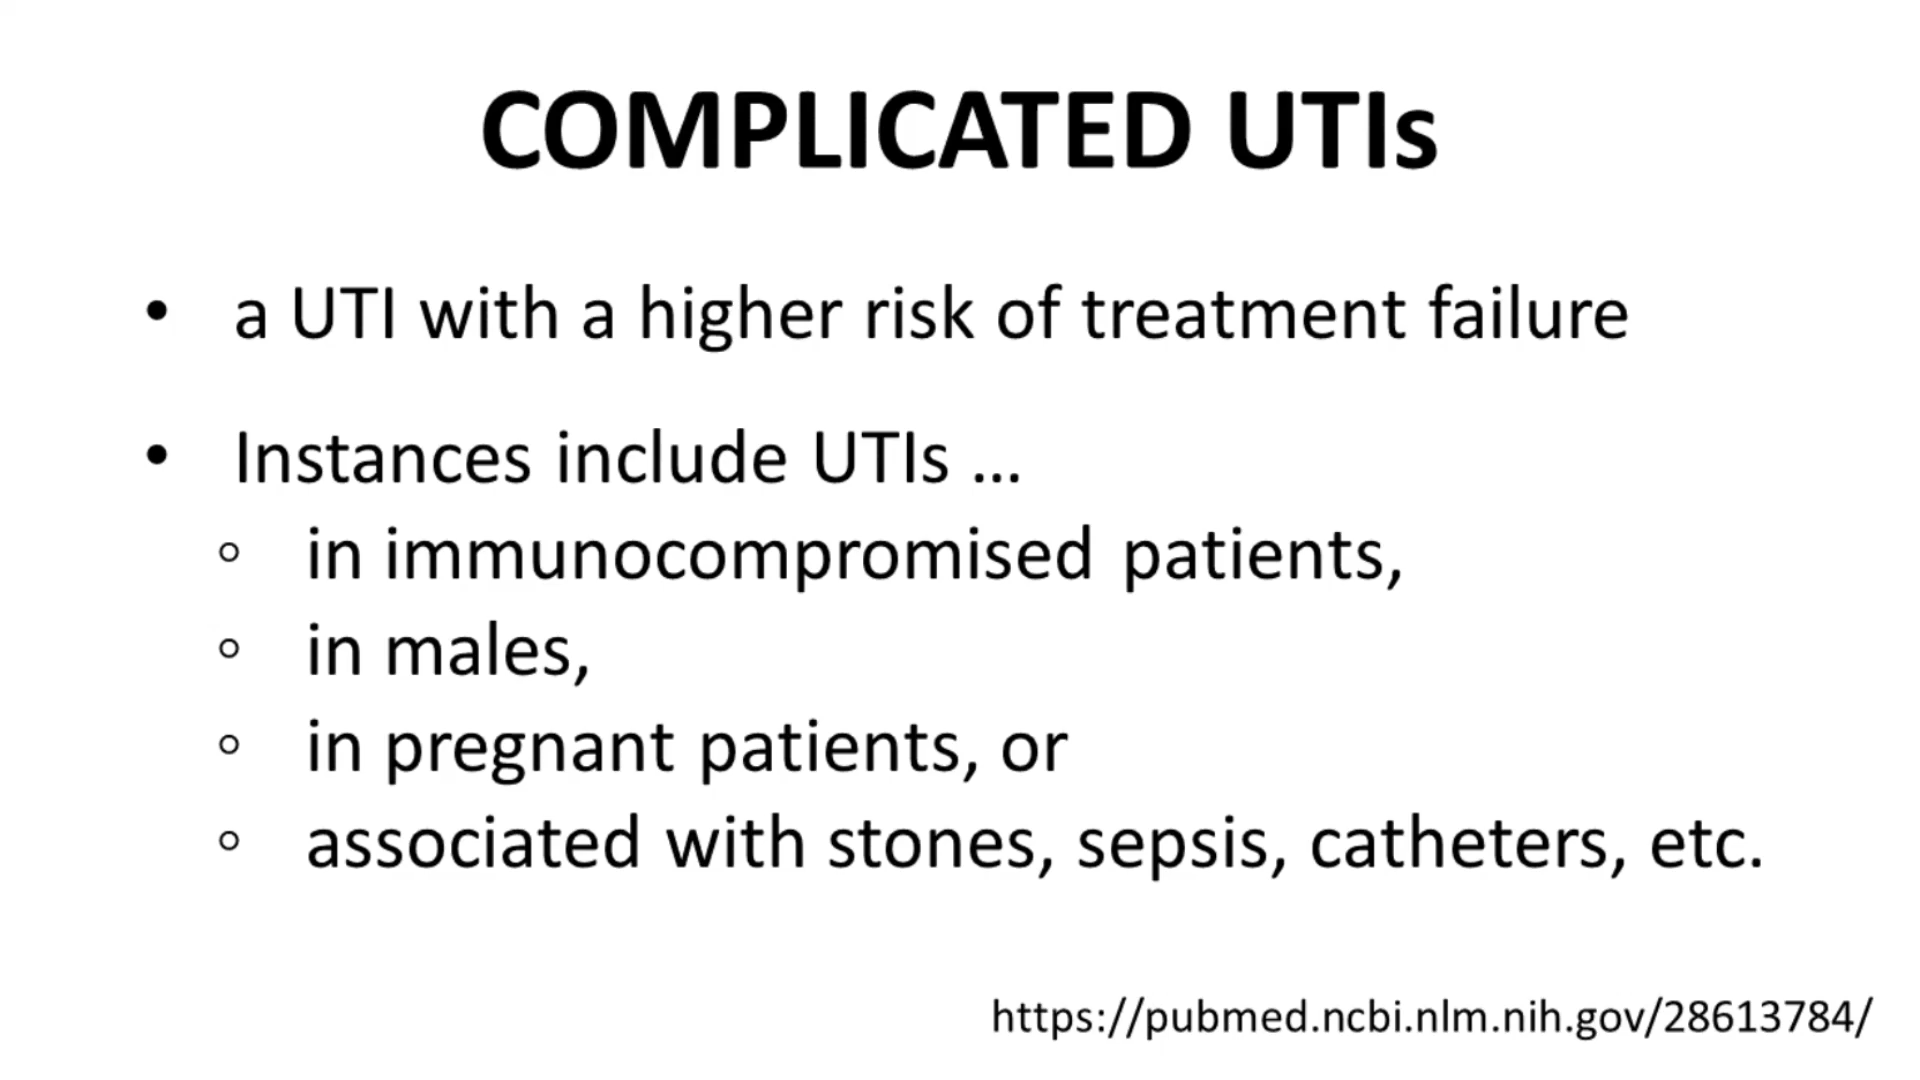 COMPLICATED UTIs
• a UTI with a higher risk of treatment failure
• Instances include UTIs ...
◦ in immunocompromised patients,
◦ in males,
◦ in pregnant patients, or
◦ associated with stones, sepsis, catheters, etc.
https://pubmed.ncbi.nlm.nih.gov/28613784/